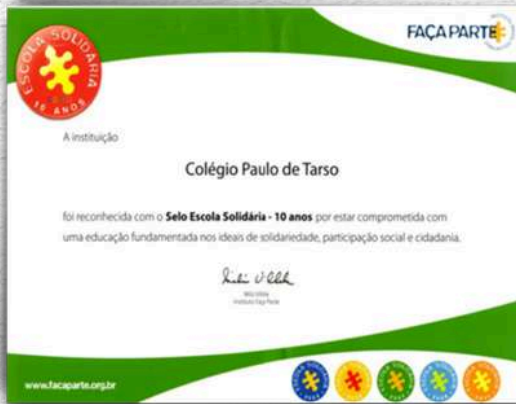 ESCOLA SOLIDÁRIA
10 ANOS
FAÇA PARTE
A instituição
Colégio Paulo de Tarso
foi reconhecida com o Selo Escola Solidária - 10 anos por estar comprometida com
uma educação fundamentada nos ideais de solidariedade, participação social e cidadania.
Instituto Faça Parte
www.facaparte.org.br